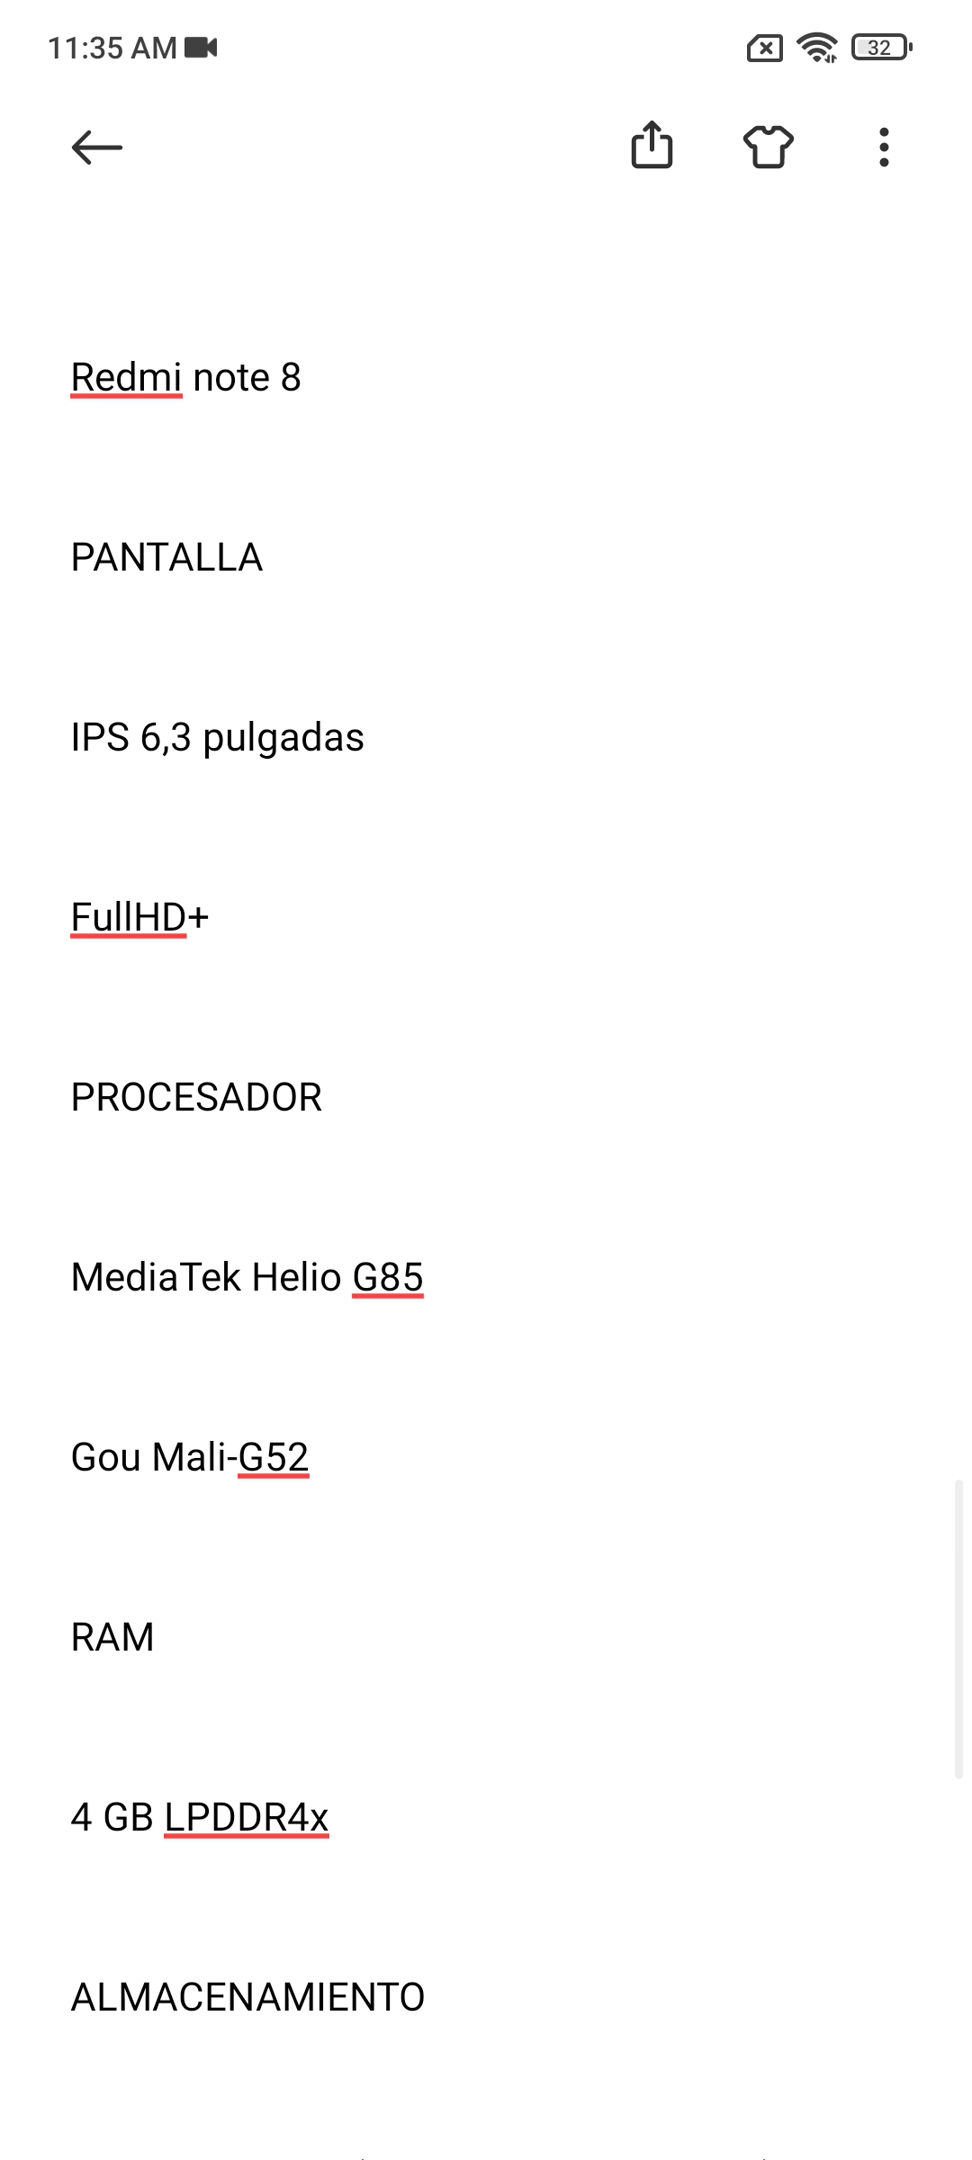 11:35 AM
32
Redmi note 8
PANTALLA
IPS 6,3 pulgadas
FullHD+
PROCESADOR
MediaTek Helio G85
Gou Mali-G52
RAM
4 GB LPDDR4x
ALMACENAMIENTO